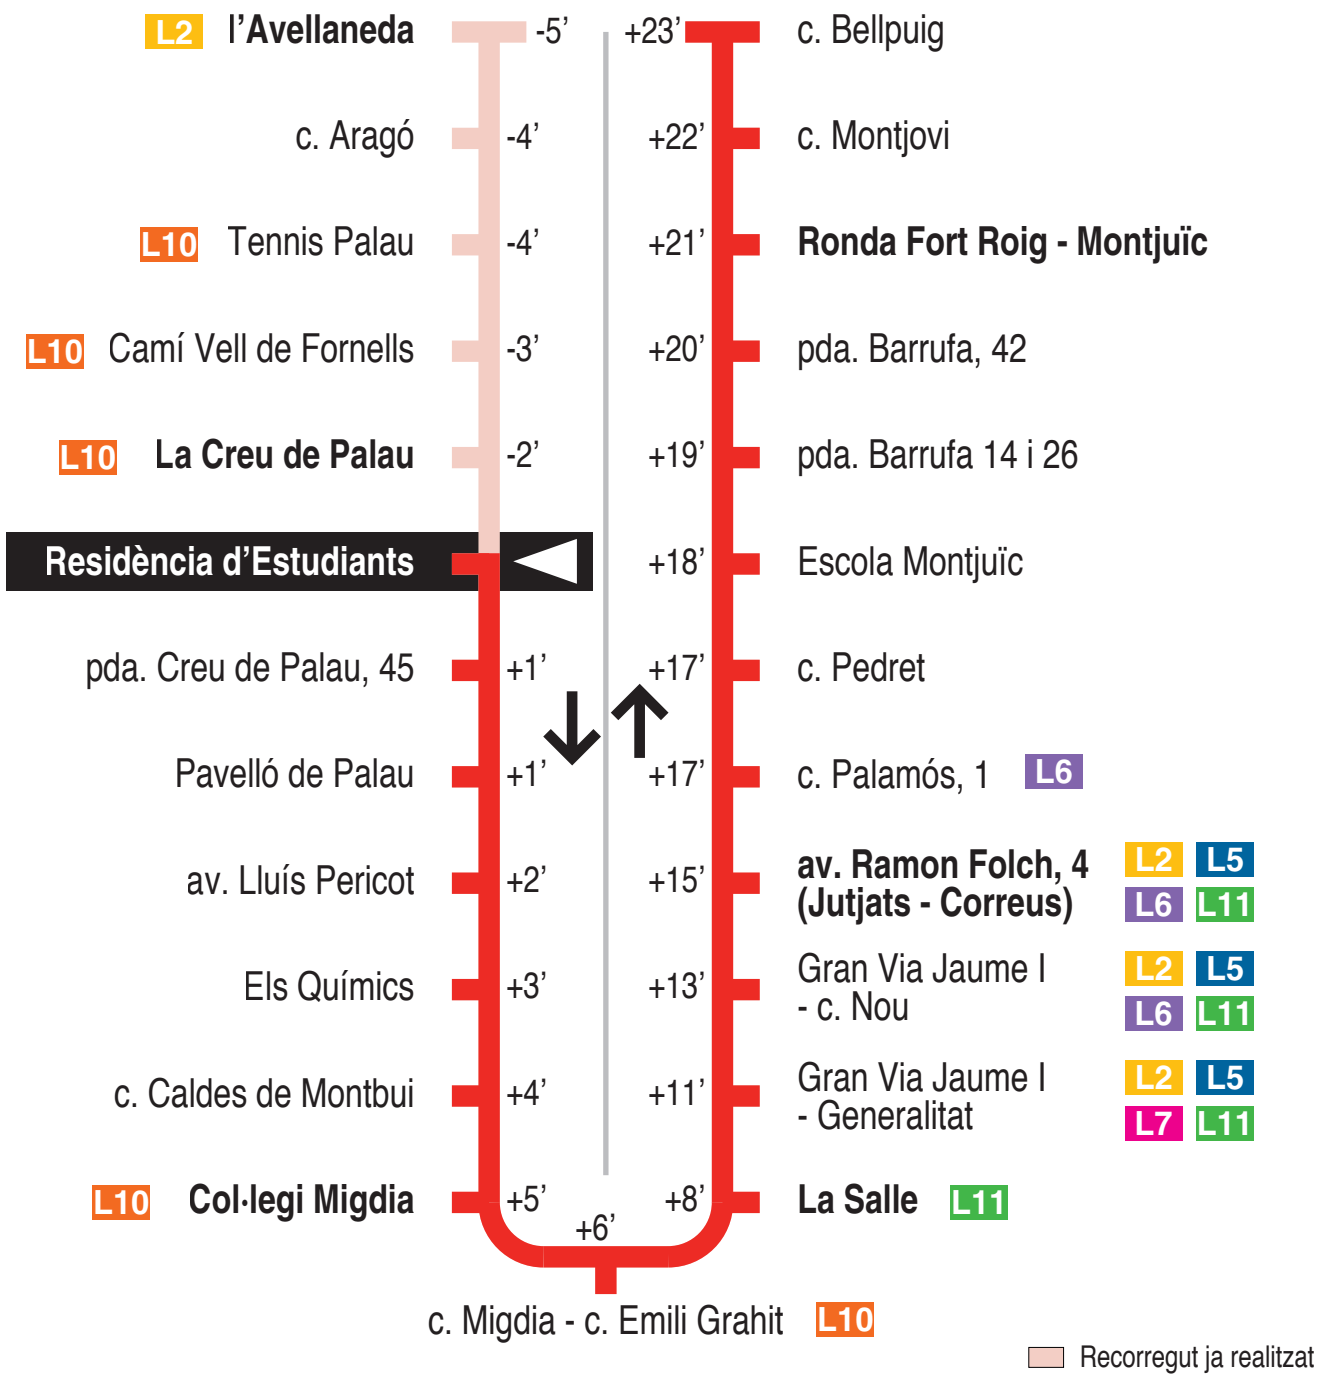 L2 l’Avellaneda -5’
c. Aragó -4’
L10 Tennis Palau -4’
L10 Camí Vell de Fornells -3’
L10 La Creu de Palau -2’
Residència d’Estudiants
pda. Creu de Palau, 45 +1’
Pavelló de Palau +1’
av. Lluís Pericot +2’
Els Químics +3’
c. Caldes de Montbui +4’
L10 Col·legi Migdia +5’
+6’
c. Migdia - c. Emili Grahit L10
+23’ c. Bellpuig
+22’ c. Montjovi
+21’ Ronda Fort Roig - Montjuïc
+20’ pda. Barrufa, 42
+19’ pda. Barrufa 14 i 26
+18’ Escola Montjuïc
+17’ c. Pedret
+17’ c. Palamós, 1 L6
+15’ av. Ramon Folch, 4 L2 L5
(Jutjats - Correus) L6 L11
+13’ Gran Via Jaume I L2 L5
- c. Nou L6 L11
+11’ Gran Via Jaume I L2 L5
- Generalitat L7 L11
+8’ La Salle L11
Recorregut ja realitzat